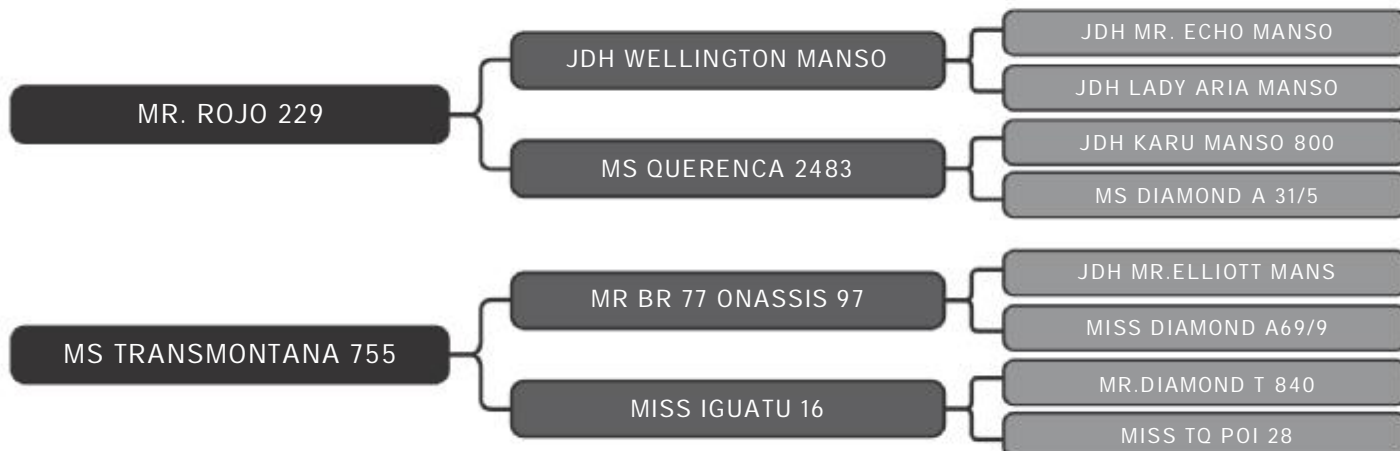 MR. ROJO 229
JDH WELLINGTON MANSO
JDH MR. ECHO MANSO
JDH LADY ARIA MANSO
MS QUERENCA 2483
JDH KARU MANSO 800
MS DIAMOND A 31/5
MS TRANSMONTANA 755
MR BR 77 ONASSIS 97
JDH MR.ELLIOTT MANS
MISS DIAMOND A69/9
MISS IGUATU 16
MR.DIAMOND T 840
MISS TQ POI 28